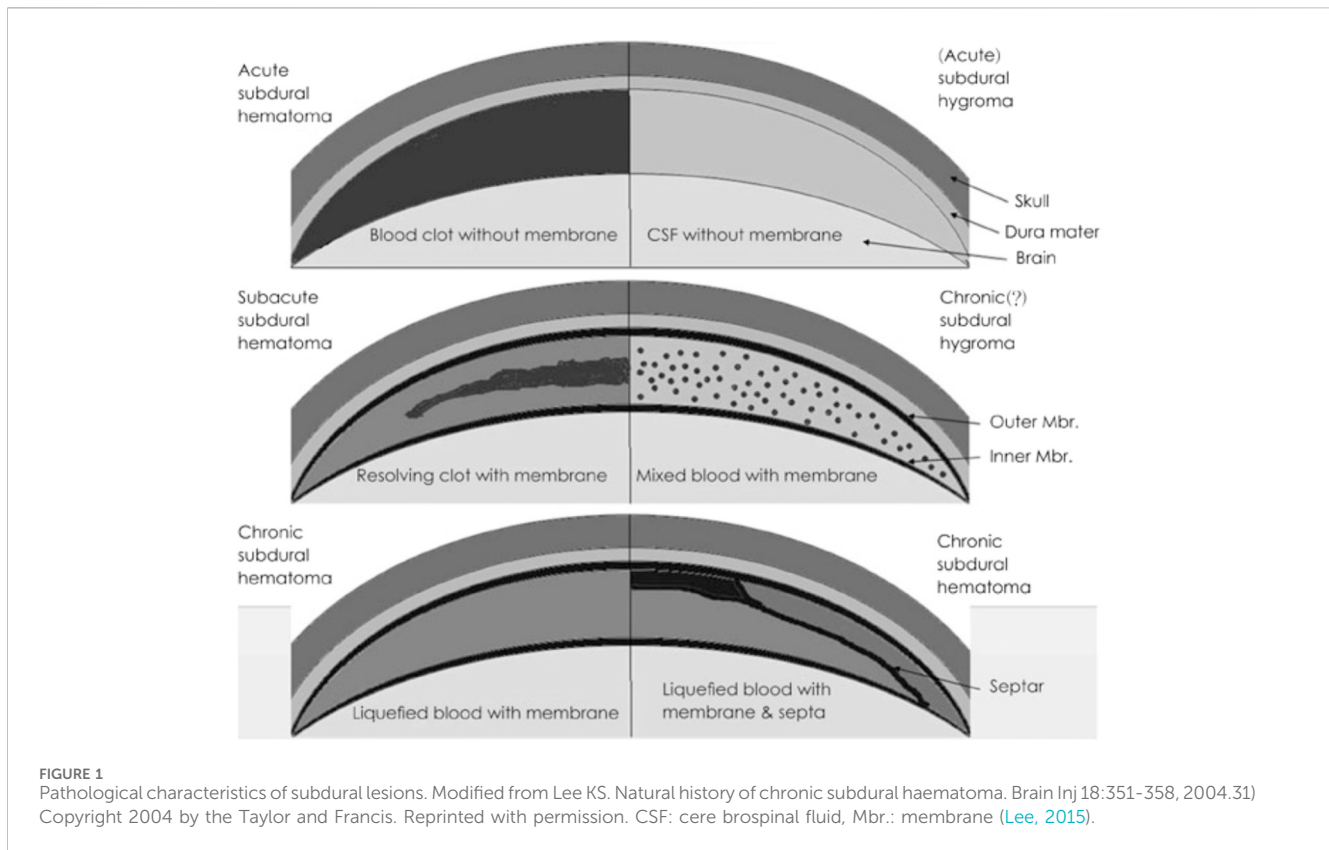 Acute
subdural
hematoma
(Acute)
subdural
hygroma
Skull
Dura mater
Brain
Blood clot without membrane
CSF without membrane
Subacute
subdural
hematoma
Chronic(?)
subdural
hygroma
Outer Mbr.
Inner Mbr.
Resolving clot with membrane
Mixed blood with membrane
Chronic
subdural
hematoma
Chronic
subdural
hematoma
Septar
Liquefied blood with membrane
Liquefied blood with
membrane & septa
FIGURE 1
Pathological characteristics of subdural lesions. Modified from Lee KS. Natural history of chronic subdural haematoma. Brain Inj 18:351-358, 2004.31)
Copyright 2004 by the Taylor and Francis. Reprinted with permission. CSF: cere brospinal fluid, Mbr.: membrane (Lee, 2015).